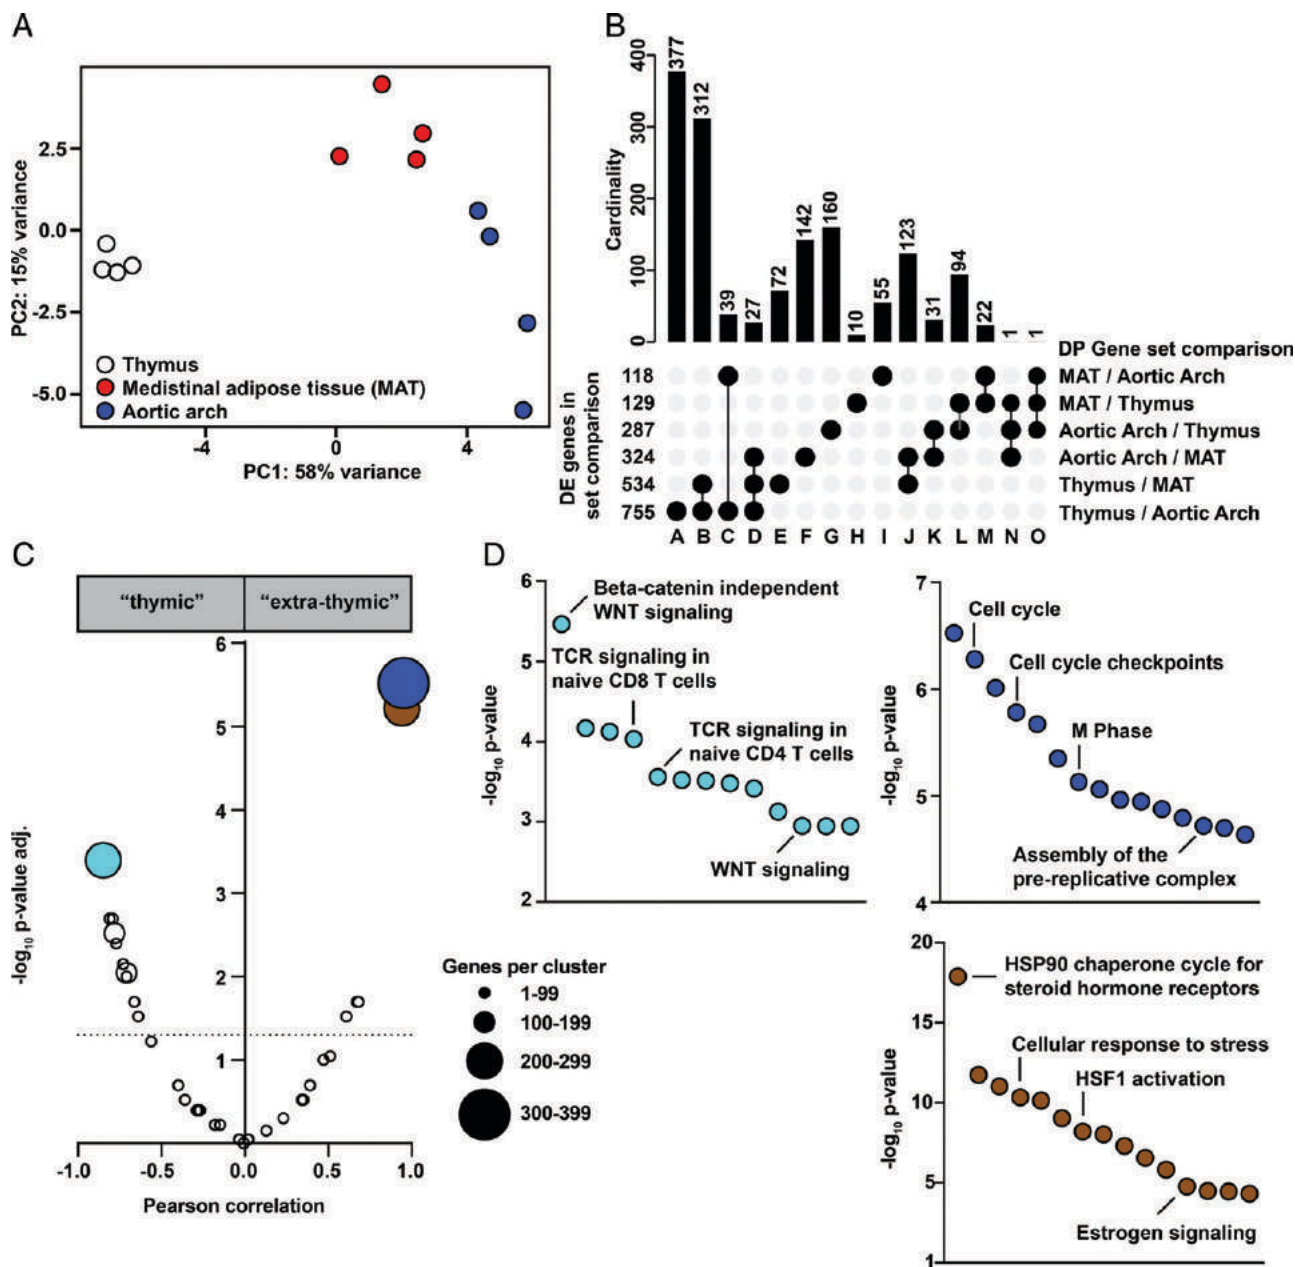 A
PC2: 15% variance
2.5
0.0
-2.5
-5.0
Thymus
Medistinal adipose tissue (MAT)
Aortic arch
-4
0
4
PC1: 58% variance
B
Cardinality
400
300
200
100
0
377
312
39
27
72
142
160
10
55
123
31
94
22
1
1
DP Gene set comparison
DE genes in
set comparison
118
MAT / Aortic Arch
129
MAT / Thymus
287
Aortic Arch / Thymus
324
Aortic Arch / MAT
534
Thymus / MAT
755
Thymus / Aortic Arch
A B C D E F G H I J K L M N O
C
“thymic”
“extra-thymic”
-log10 p-value adj.
6
5
4
3
2
1
-1.0
-0.5
0.0
0.5
1.0
Pearson correlation
Genes per cluster
1-99
100-199
200-299
300-399
D
-log10 p-value
6
5
4
3
2
Beta-catenin independent
WNT signaling
TCR signaling in
naive CD8 T cells
TCR signaling in
naive CD4 T cells
WNT signaling
-log10 p-value
7
6
5
4
Cell cycle
Cell cycle checkpoints
M Phase
Assembly of the
pre-replicative complex
-log10 p-value
20
15
10
5
1
HSP90 chaperone cycle for
steroid hormone receptors
Cellular response to stress
HSF1 activation
Estrogen signaling